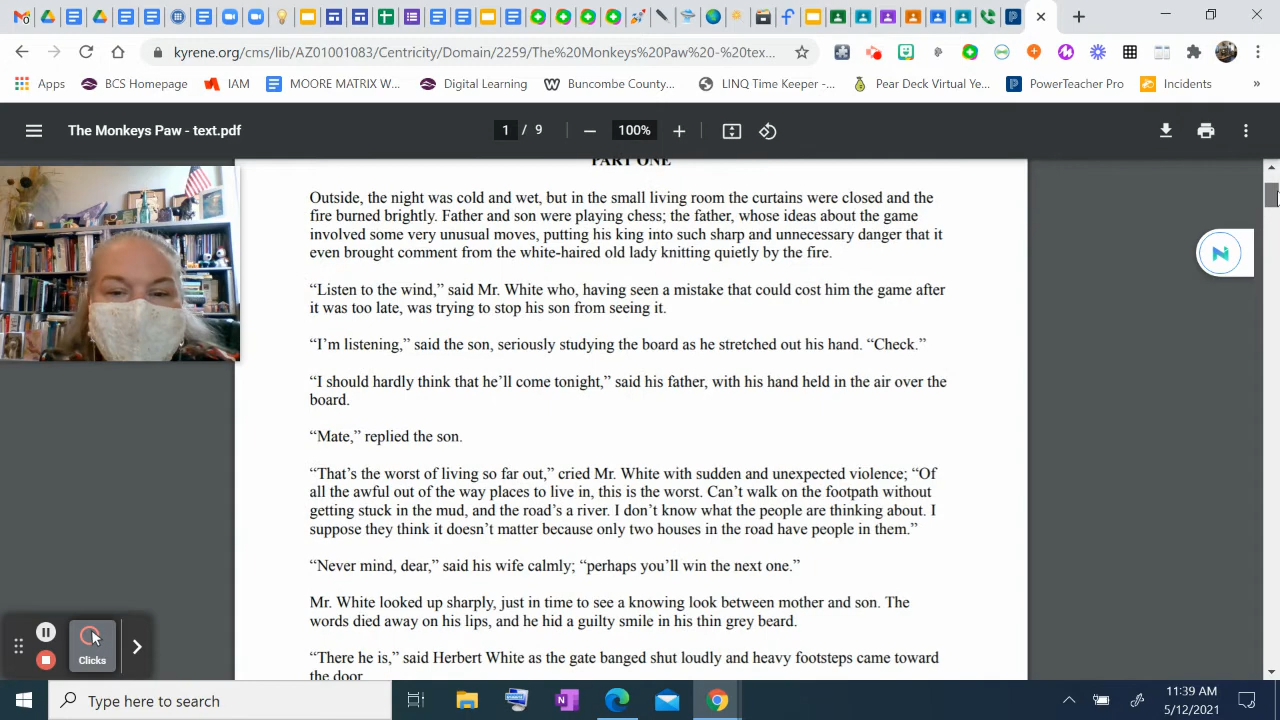 kyrene.org/cms/lib/AZ01001083/Centricity/Domain/2259/The%20Monkeys%20Paw%20-%20tex...
Apps
BCS Homepage
IAM
MOORE MATRIX W...
Digital Learning
Buncombe County...
LINQ Time Keeper -...
Pear Deck Virtual Ye...
PowerTeacher Pro
Incidents
»
The Monkeys Paw - text.pdf
1 / 9
100%
PART ONE
Outside, the night was cold and wet, but in the small living room the curtains were closed and the
fire burned brightly. Father and son were playing chess; the father, whose ideas about the game
involved some very unusual moves, putting his king into such sharp and unnecessary danger that it
even brought comment from the white-haired old lady knitting quietly by the fire.
“Listen to the wind,” said Mr. White who, having seen a mistake that could cost him the game after
it was too late, was trying to stop his son from seeing it.
“I’m listening,” said the son, seriously studying the board as he stretched out his hand. “Check.”
“I should hardly think that he’ll come tonight,” said his father, with his hand held in the air over the
board.
“Mate,” replied the son.
“That’s the worst of living so far out,” cried Mr. White with sudden and unexpected violence; “Of
all the awful out of the way places to live in, this is the worst. Can’t walk on the footpath without
getting stuck in the mud, and the road’s a river. I don’t know what the people are thinking about. I
suppose they think it doesn’t matter because only two houses in the road have people in them.”
“Never mind, dear,” said his wife calmly; “perhaps you’ll win the next one.”
Mr. White looked up sharply, just in time to see a knowing look between mother and son. The
words died away on his lips, and he hid a guilty smile in his thin grey beard.
“There he is,” said Herbert White as the gate banged shut loudly and heavy footsteps came toward
the door.
Clicks
Type here to search
11:39 AM
5/12/2021